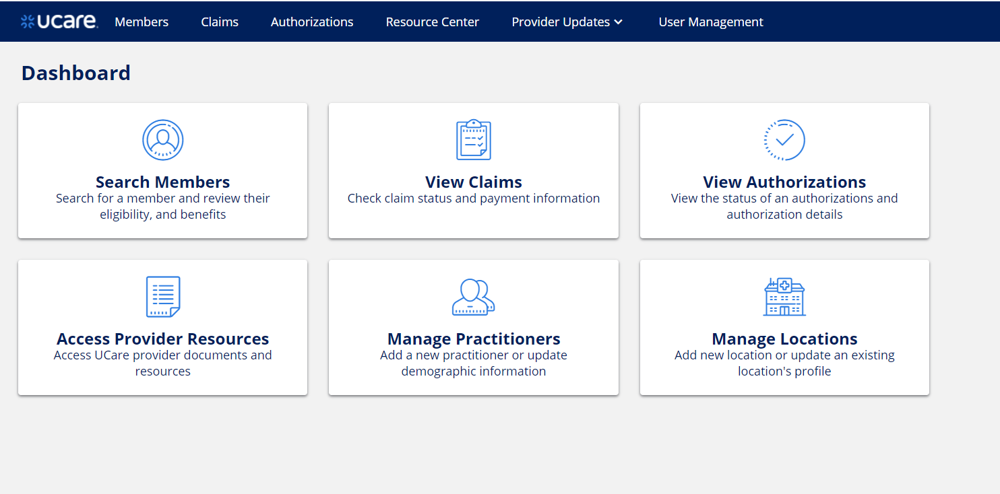 ucare. Members Claims Authorizations Resource Center Provider Updates User Management
Dashboard
Search Members
Search for a member and review their
eligibility, and benefits
View Claims
Check claim status and payment information
View Authorizations
View the status of an authorizations and
authorization details
Access Provider Resources
Access UCare provider documents and
resources
Manage Practitioners
Add a new practitioner or update
demographic information
Manage Locations
Add new location or update an existing
location's profile